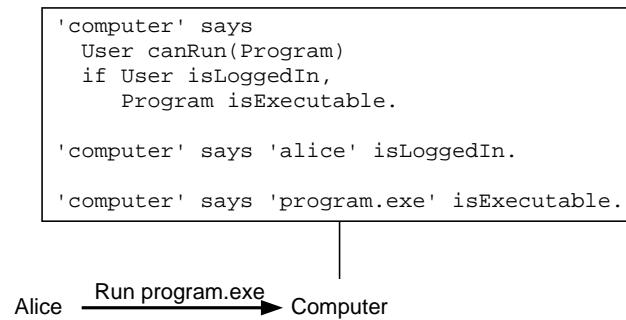 'computer' says
User canRun(Program)
if User isLoggedIn,
Program isExecutable.
'computer' says 'alice' isLoggedIn.
'computer' says 'program.exe' isExecutable.
Run program.exe
Alice Computer